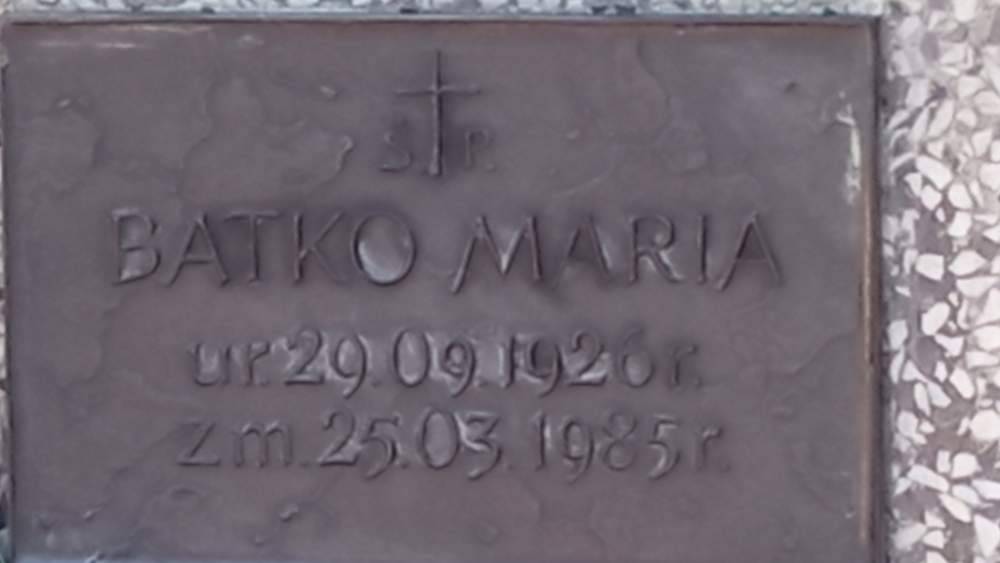 Ś P.
BATKO MARIA
ur. 29.09.1926 r.
zm. 25.03.1985 r.